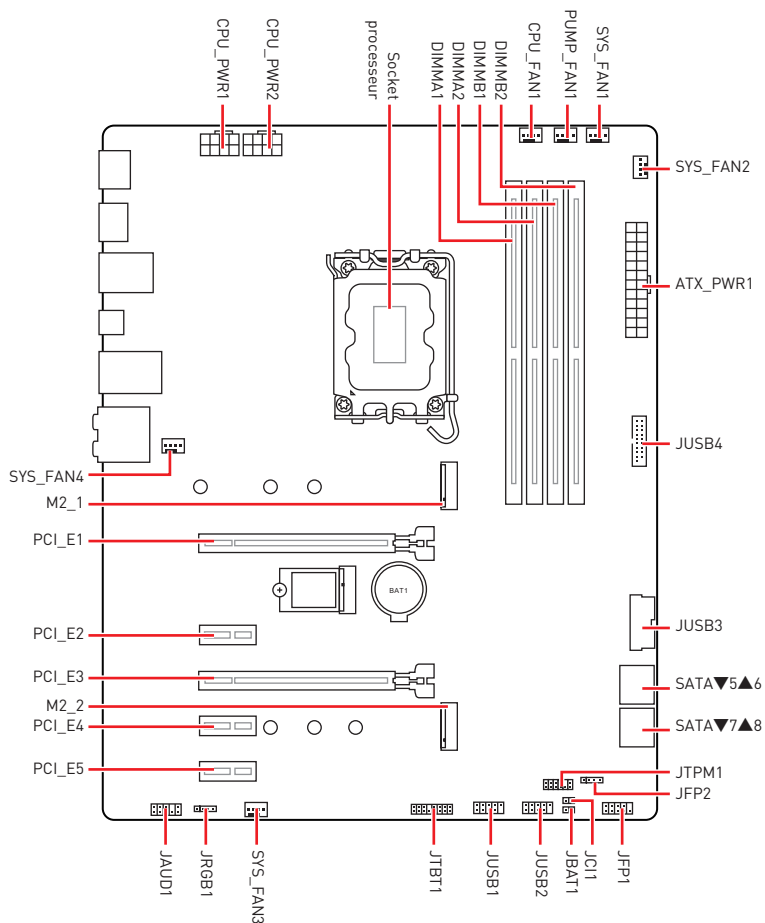 CPU_PWR1
CPU_PWR2
Socket
processeur
DIMMA1
DIMMA2
DIMMB1
DIMMB2
CPU_FAN1
PUMP_FAN1
SYS_FAN1
SYS_FAN2
ATX_PWR1
JUSB4
SYS_FAN4
M2_1
PCI_E1
BAT1
JUSB3
PCI_E2
PCI_E3
SATA▼5▲6
M2_2
PCI_E4
SATA▼7▲8
PCI_E5
JTPM1
JFP2
JAUD1
JRGB1
SYS_FAN3
JTBT1
JUSB1
JUSB2
JBAT1
JCI1
JFP1